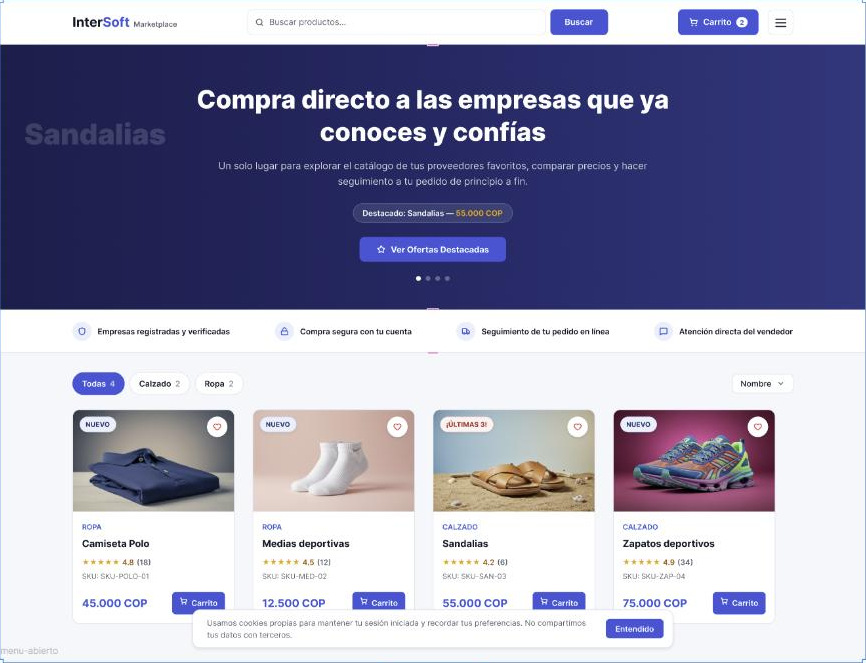 InterSoft Marketplace
Buscar productos...
Buscar
Carrito 2
Sandalias
Compra directo a las empresas que ya
conoces y confías
Un solo lugar para explorar el catálogo de tus proveedores favoritos, comparar precios y hacer
seguimiento a tu pedido de principio a fin.
Destacado: Sandalias — 55.000 COP
Ver Ofertas Destacadas
Empresas registradas y verificadas
Compra segura con tu cuenta
Seguimiento de tu pedido en línea
Atención directa del vendedor
Todas 4
Calzado 2
Ropa 2
Nombre
NUEVO
ROPA
Camiseta Polo
★★★★★ 4.8 (18)
SKU: SKU-POLO-01
45.000 COP
Carrito
NUEVO
ROPA
Medias deportivas
★★★★★ 4.5 (12)
SKU: SKU-MED-02
12.500 COP
Carrito
¡ÚLTIMAS 3!
CALZADO
Sandalias
★★★★★ 4.2 (6)
SKU: SKU-SAN-03
55.000 COP
Carrito
NUEVO
CALZADO
Zapatos deportivos
★★★★★ 4.9 (34)
SKU: SKU-ZAP-04
75.000 COP
Carrito
Usamos cookies propias para mantener tu sesión iniciada y recordar tus preferencias. No compartimos
tus datos con terceros.
Entendido
menu-abierto